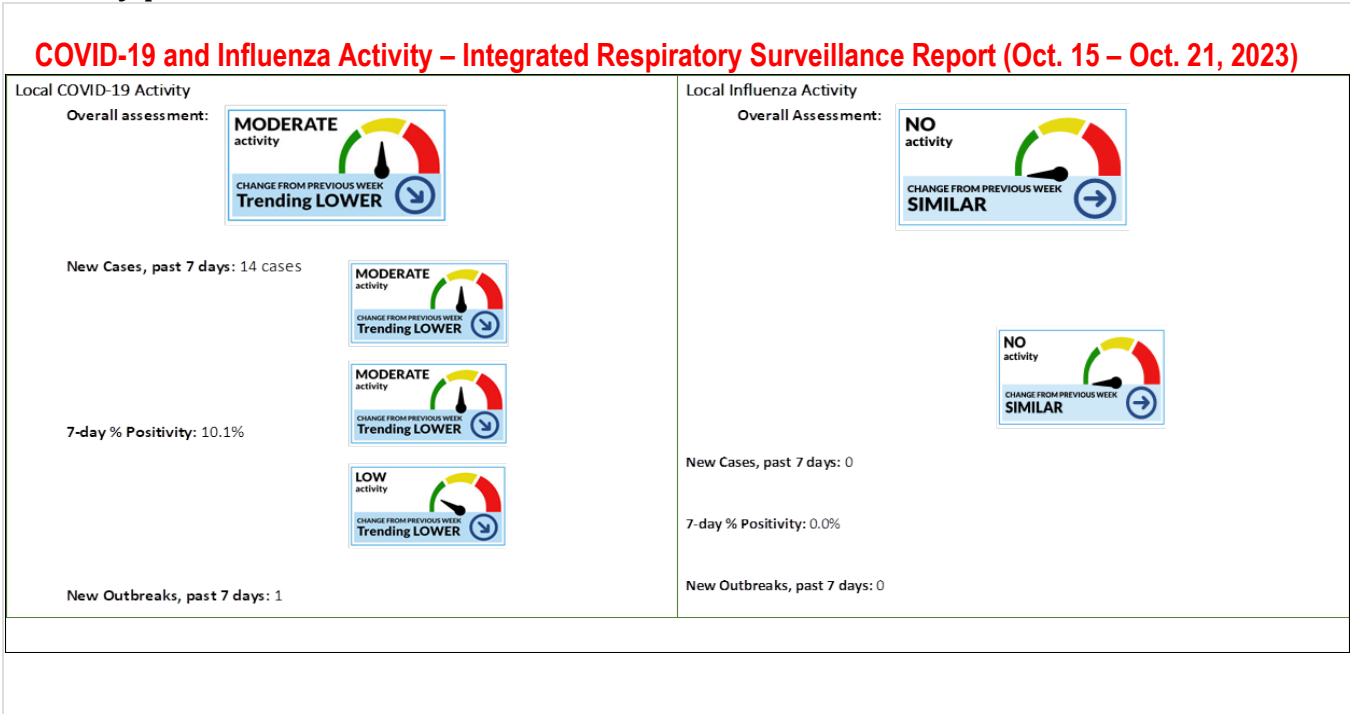 COVID-19 and Influenza Activity – Integrated Respiratory Surveillance Report (Oct. 15 – Oct. 21, 2023)
Local COVID-19 Activity
Overall assessment:
MODERATE
activity
CHANGE FROM PREVIOUS WEEK
Trending LOWER
New Cases, past 7 days: 14 cases
MODERATE
activity
CHANGE FROM PREVIOUS WEEK
Trending LOWER
MODERATE
activity
CHANGE FROM PREVIOUS WEEK
Trending LOWER
7-day % Positivity: 10.1%
LOW
activity
CHANGE FROM PREVIOUS WEEK
Trending LOWER
New Outbreaks, past 7 days: 1
Local Influenza Activity
Overall Assessment:
NO
activity
CHANGE FROM PREVIOUS WEEK
SIMILAR
NO
activity
CHANGE FROM PREVIOUS WEEK
SIMILAR
New Cases, past 7 days: 0
7-day % Positivity: 0.0%
New Outbreaks, past 7 days: 0